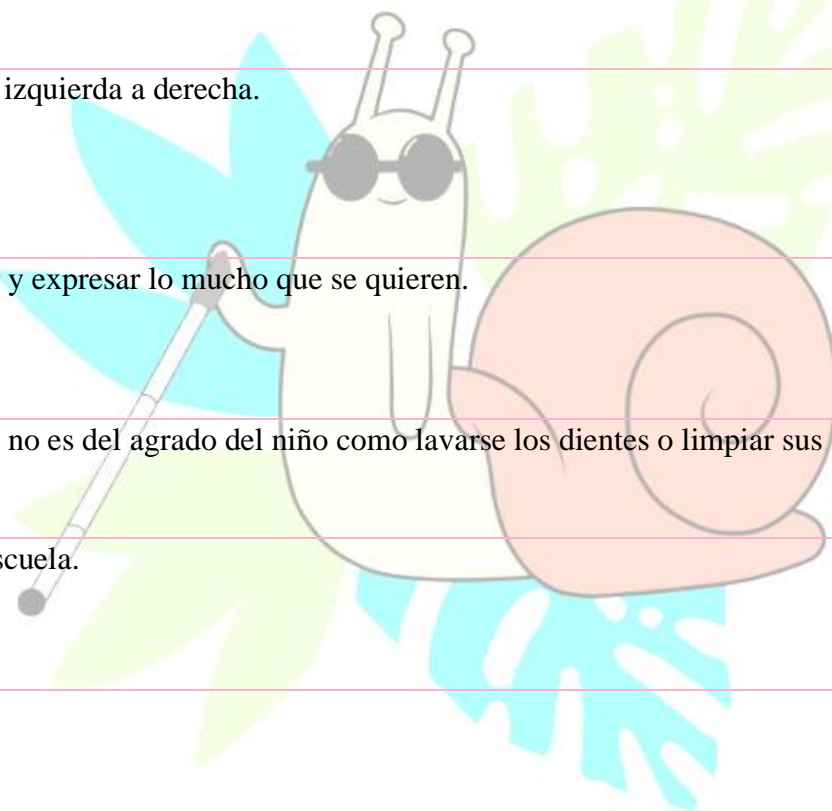 izquierda a derecha.
y expresar lo mucho que se quieren.
no es del agrado del niño como lavarse los dientes o limpiar sus
scuela.